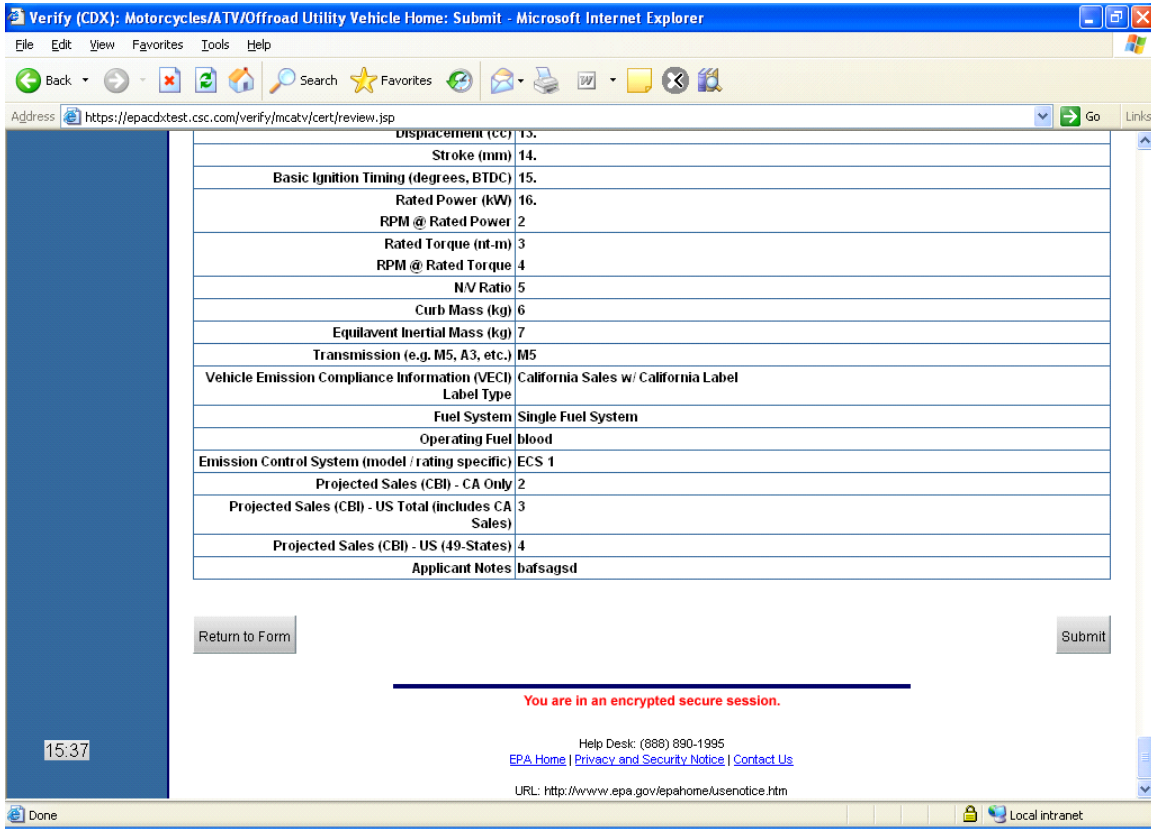 Verify (CDX): Motorcycles/ATV/Offroad Utility Vehicle Home: Submit - Microsoft Internet Explorer
File Edit View Favorites Tools Help
Back Search Favorites
Address https://epacdxtest.csc.com/verify/mcatv/cert/review.jsp Go Links
Displacement (cc) 13.
Stroke (mm) 14.
Basic Ignition Timing (degrees, BTDC) 15.
Rated Power (kW) 16.
RPM @ Rated Power 2
Rated Torque (nt-m) 3
RPM @ Rated Torque 4
N/V Ratio 5
Curb Mass (kg) 6
Equilavent Inertial Mass (kg) 7
Transmission (e.g. M5, A3, etc.) M5
Vehicle Emission Compliance Information (VECI) California Sales w/ California Label
Label Type
Fuel System Single Fuel System
Operating Fuel blood
Emission Control System (model / rating specific) ECS 1
Projected Sales (CBI) - CA Only 2
Projected Sales (CBI) - US Total (includes CA 3
Sales)
Projected Sales (CBI) - US (49-States) 4
Applicant Notes bafsagsd
Return to Form Submit
You are in an encrypted secure session.
15:37
Help Desk: (888) 890-1995
EPA Home | Privacy and Security Notice | Contact Us
URL: http://www.epa.gov/epahome/usenotice.htm
Done Local intranet